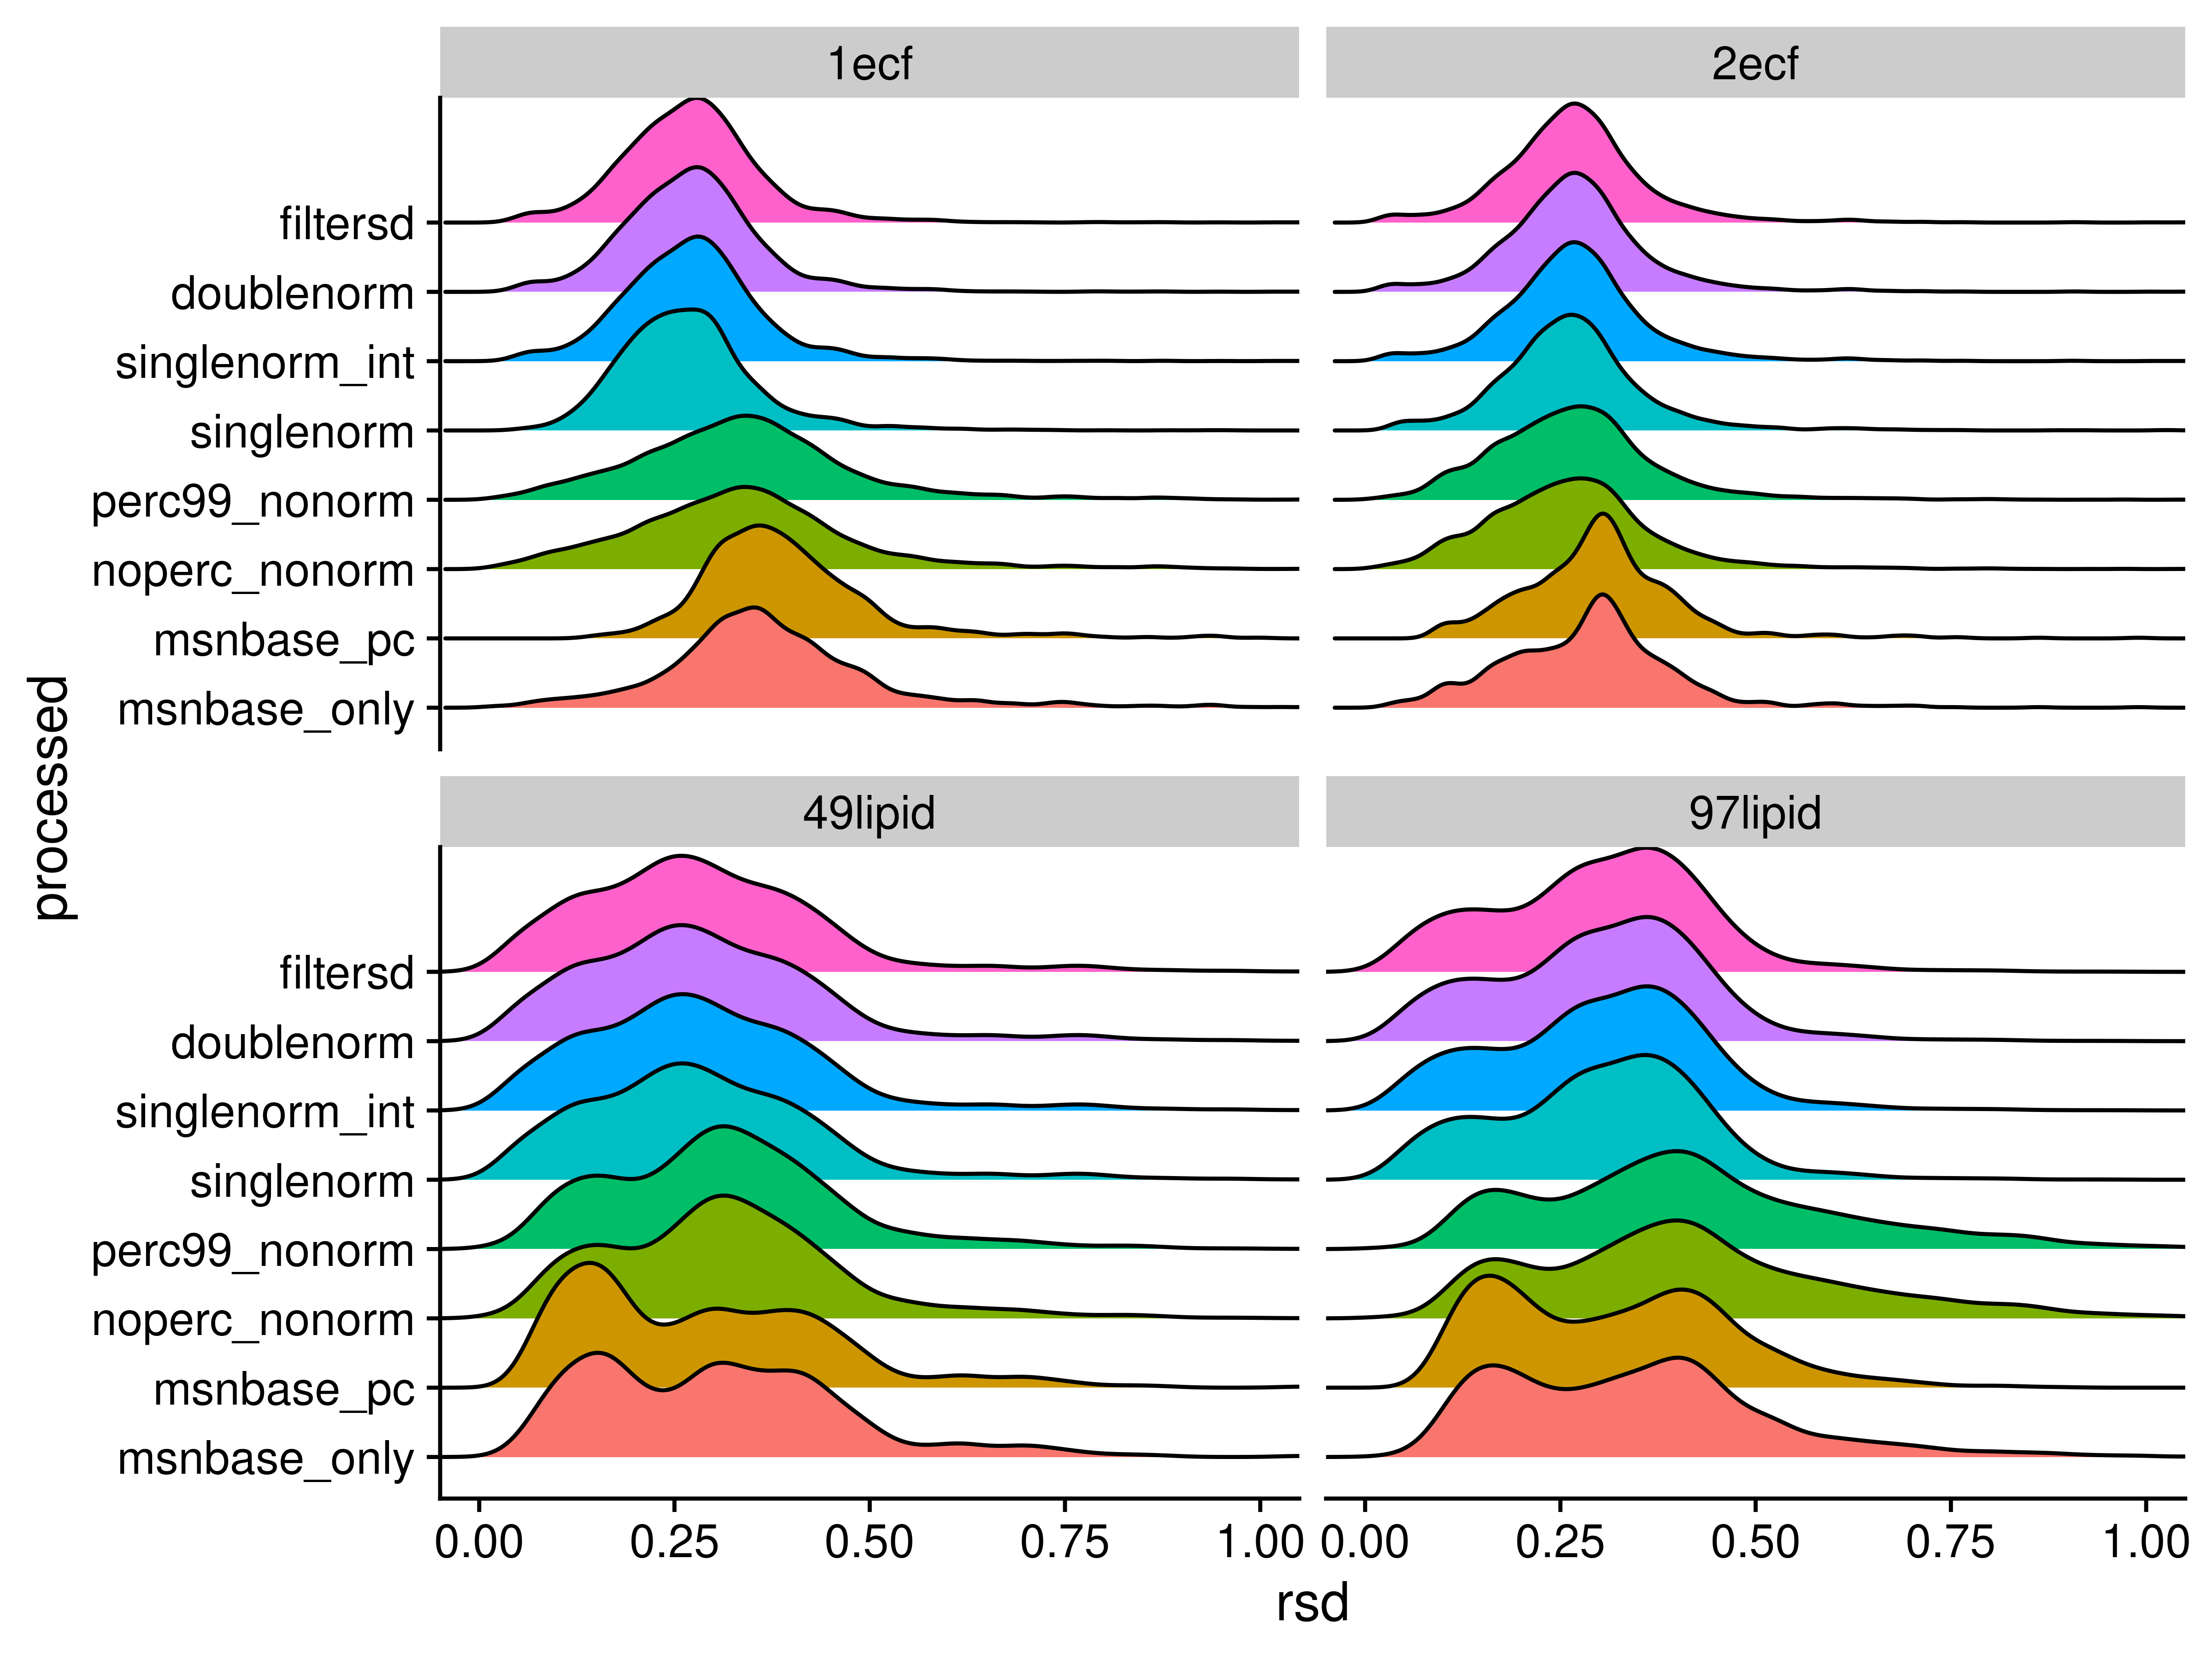 1ecf
2ecf
filtersd
doublenorm
singlenorm_int
singlenorm
perc99_nonorm
noperc_nonorm
msnbase_pc
msnbase_only
processed
49lipid
97lipid
filtersd
doublenorm
singlenorm_int
singlenorm
perc99_nonorm
noperc_nonorm
msnbase_pc
msnbase_only
0.00 0.25 0.50 0.75 1.00 0.00 0.25 0.50 0.75 1.00
rsd